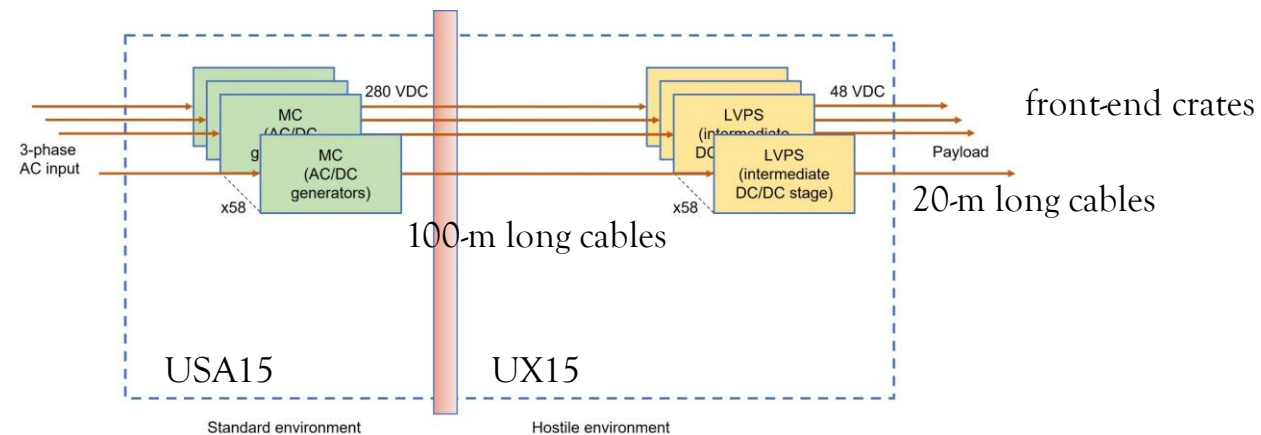 280 VDC
48 VDC
front-end crates
MC
(AC/DC
g
LVPS
(intermediate
DC
3-phase
AC input
MC
(AC/DC
generators)
LVPS
(intermediate
DC/DC stage)
Payload
x58
x58
20-m long cables
100-m long cables
USA15
UX15
Standard environment
Hostile environment